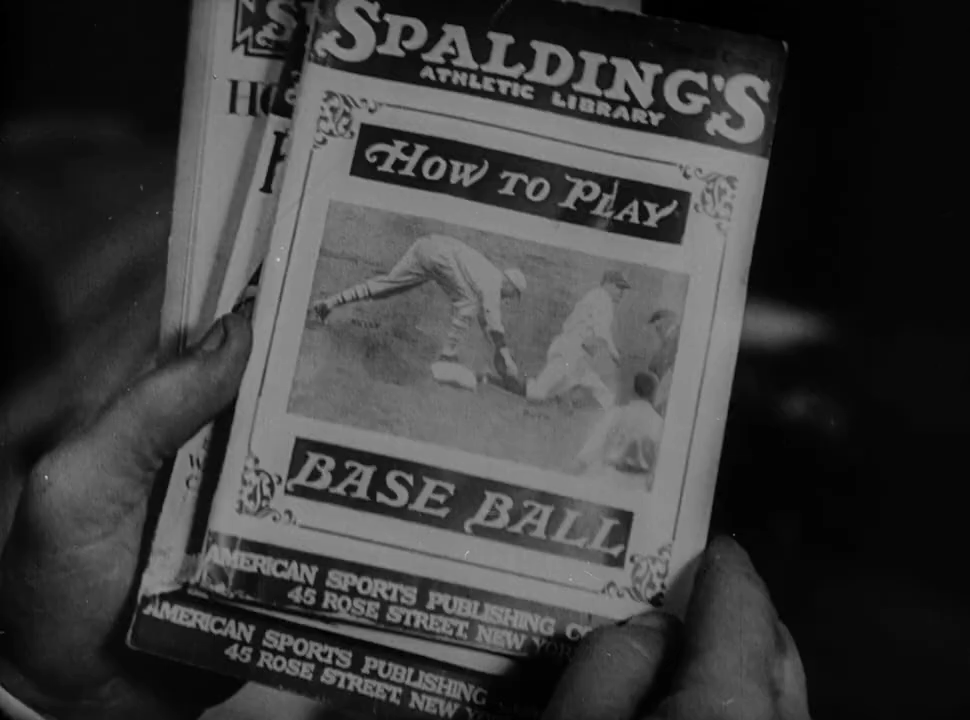 SPALDING'S
ATHLETIC LIBRARY
HOW TO PLAY
BASE BALL
AMERICAN SPORTS PUBLISHING CO
45 ROSE STREET, NEW YORK
AMERICAN SPORTS PUBLISHING
45 ROSE STREET, NEW